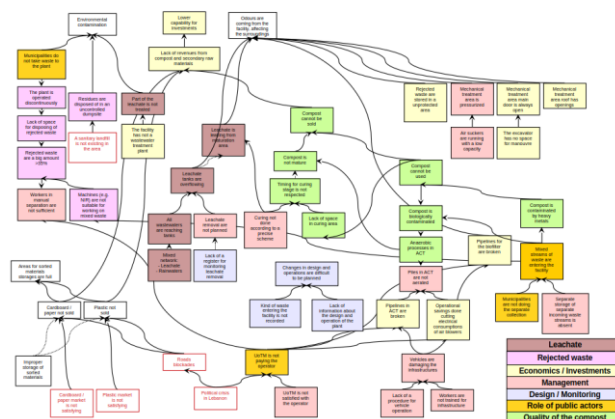 Environmental
contamination
Lower
capability for
investments
Odours are
coming from the
facility, affecting
the surroundings
Municipalities do
not take waste to
the plant
Lack of revenues from
compost and secondary raw
materials
The plant is
operated
discontinuously
Residues are
disposed of in an
uncontrolled
dumpsite
Part of the
leachate is not
treated
Rejected
waste are
stored in a
unprotected
area
Mechanical
treatment
area is
pressurized
Mechanical
treatment
area main
door is always
open
Mechanical
treatment area
roof has openings
Lack of space
for disposing of
rejected waste
A sanitary landfill
is not existing in the
area
The facility
has not a
wastewater
treatment
plant
Leachate is
area
Compost
cannot be
sold
All suckers are
running with a low
capacity
The excavator has
no space for
maneuver
Rejected waste
are a big amount
Compost is
not mature
Compost
cannot be
used
Leachate
tanks are
overflowing
Timing for curing
stage is not
respected
Workers in
manual separation are
not sufficient
Machines (e.g.
NIR) are not
suitable for
working on
mixed waste
Compost is
biologically
contaminated
Compost is
contaminated
by heavy
metals
All
wastewaters
are reaching
tanks
Leachate
removal are
not planned
Curing not
done according
to a precise
scheme
Lack of space
in curing area
Anaerobic
processes in
ACT
Pipelines for
the biofilter
are broken
Mixed
streams of
waste are
entering the
facility
Mixed
network:
- Leachate
- Rainwaters
Lack of a
register for
monitoring
leachate
removal
Areas for sorted
materials
damages are full
Changes in design and
operations are difficult
to be planned
Piles in ACT
are not
aerated
Municipalities
are not doing
the separate
collection
Separate
storage of
separate
incoming waste
streams is
absent
Cardboard /
paper not sold
Plastic not
sold
Kind of waste
entering the
facility is not
recorded
Lack of
information about
the design and
operation of the
plant
Pipelines in
ACT are broken
Operational
savings done
cutting
electrical
consumptions
of air blowers
Improper
storage of
sorted
materials
Roads
blockades
UoTM is not
paying the
operator
Vehicles are
damaging the
infrastructures
Cardboard /
paper market
is not
satisfying
Plastic market
is not
satisfying
Political crisis
in Lebanon
UoTM is not
satisfied with
the operator
Lack of a
procedure for
vehicle operation
Workers are
not trained for
infrastructure
Leachate
Rejected waste
Economics / Investments
Management
Design / Monitoring
Role of public actors
Quality of the compost